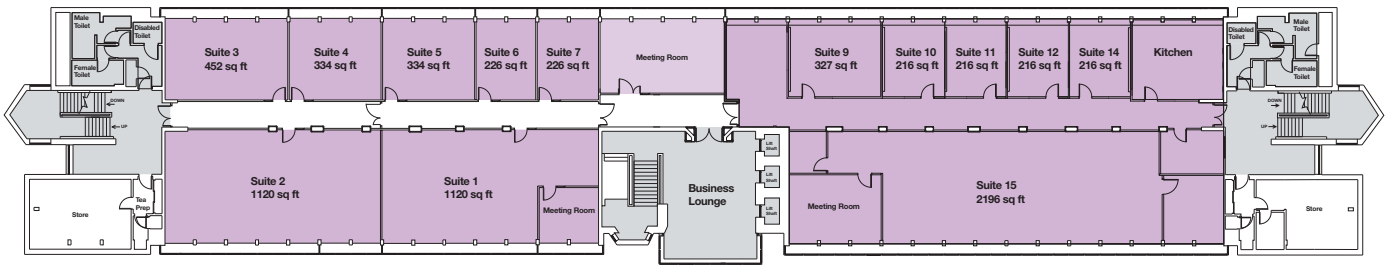 Male
Toilet
Disabled
Toilet
Female
Toilet
DOWN
UP
Suite 3
452 sq ft
Suite 4
334 sq ft
Suite 5
334 sq ft
Suite 6
226 sq ft
Suite 7
226 sq ft
Meeting Room
Suite 9
327 sq ft
Suite 10
216 sq ft
Suite 11
216 sq ft
Suite 12
216 sq ft
Suite 14
216 sq ft
Kitchen
Disabled
Toilet
Male
Toilet
Female
Toilet
DOWN
UP
Store
Tea
Prep
Suite 2
1120 sq ft
Suite 1
1120 sq ft
Meeting Room
Business
Lounge
Lift
Shaft
Lift
Shaft
Lift
Shaft
Meeting Room
Suite 15
2196 sq ft
Store